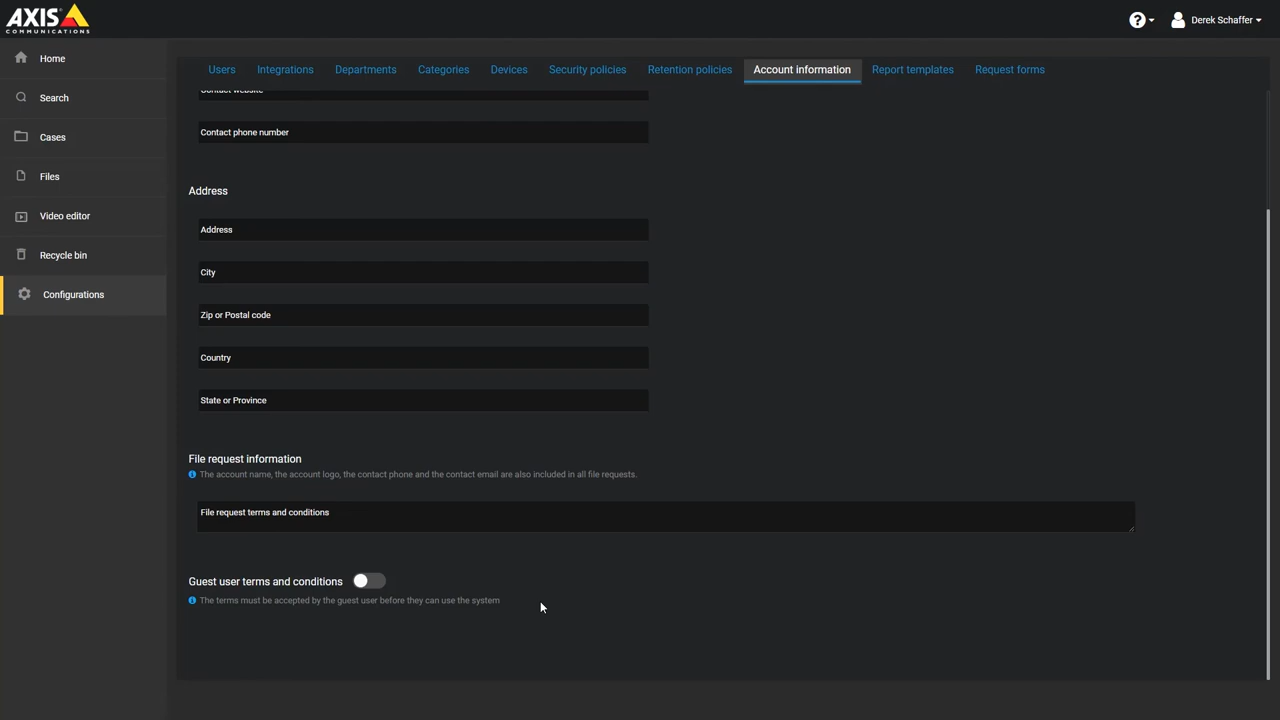 AXIS
COMMUNICATIONS
Derek Schaffer
Home
Search
Cases
Files
Video editor
Recycle bin
Configurations
Users
Integrations
Departments
Categories
Devices
Security policies
Retention policies
Account information
Report templates
Request forms
Contact website
Contact phone number
Address
Address
City
Zip or Postal code
Country
State or Province
File request information
The account name, the account logo, the contact phone and the contact email are also included in all file requests.
File request terms and conditions
Guest user terms and conditions
The terms must be accepted by the guest user before they can use the system